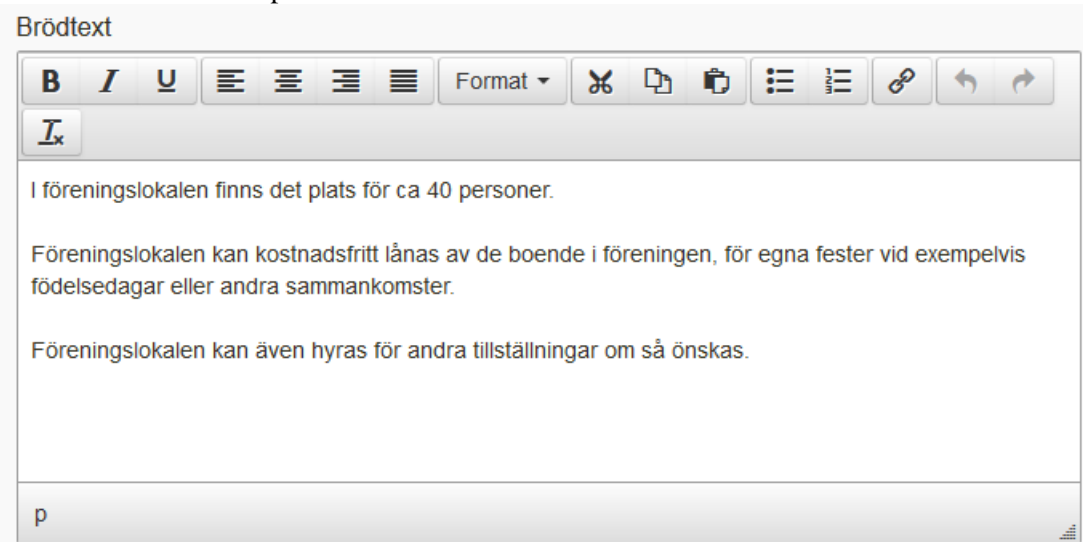 Brödtext
B I U Format
I föreningslokalen finns det plats för ca 40 personer.
Föreningslokalen kan kostnadsfritt lånas av de boende i föreningen, för egna fester vid exempelvis
födelsedagar eller andra sammankomster.
Föreningslokalen kan även hyras för andra tillställningar om så önskas.
p